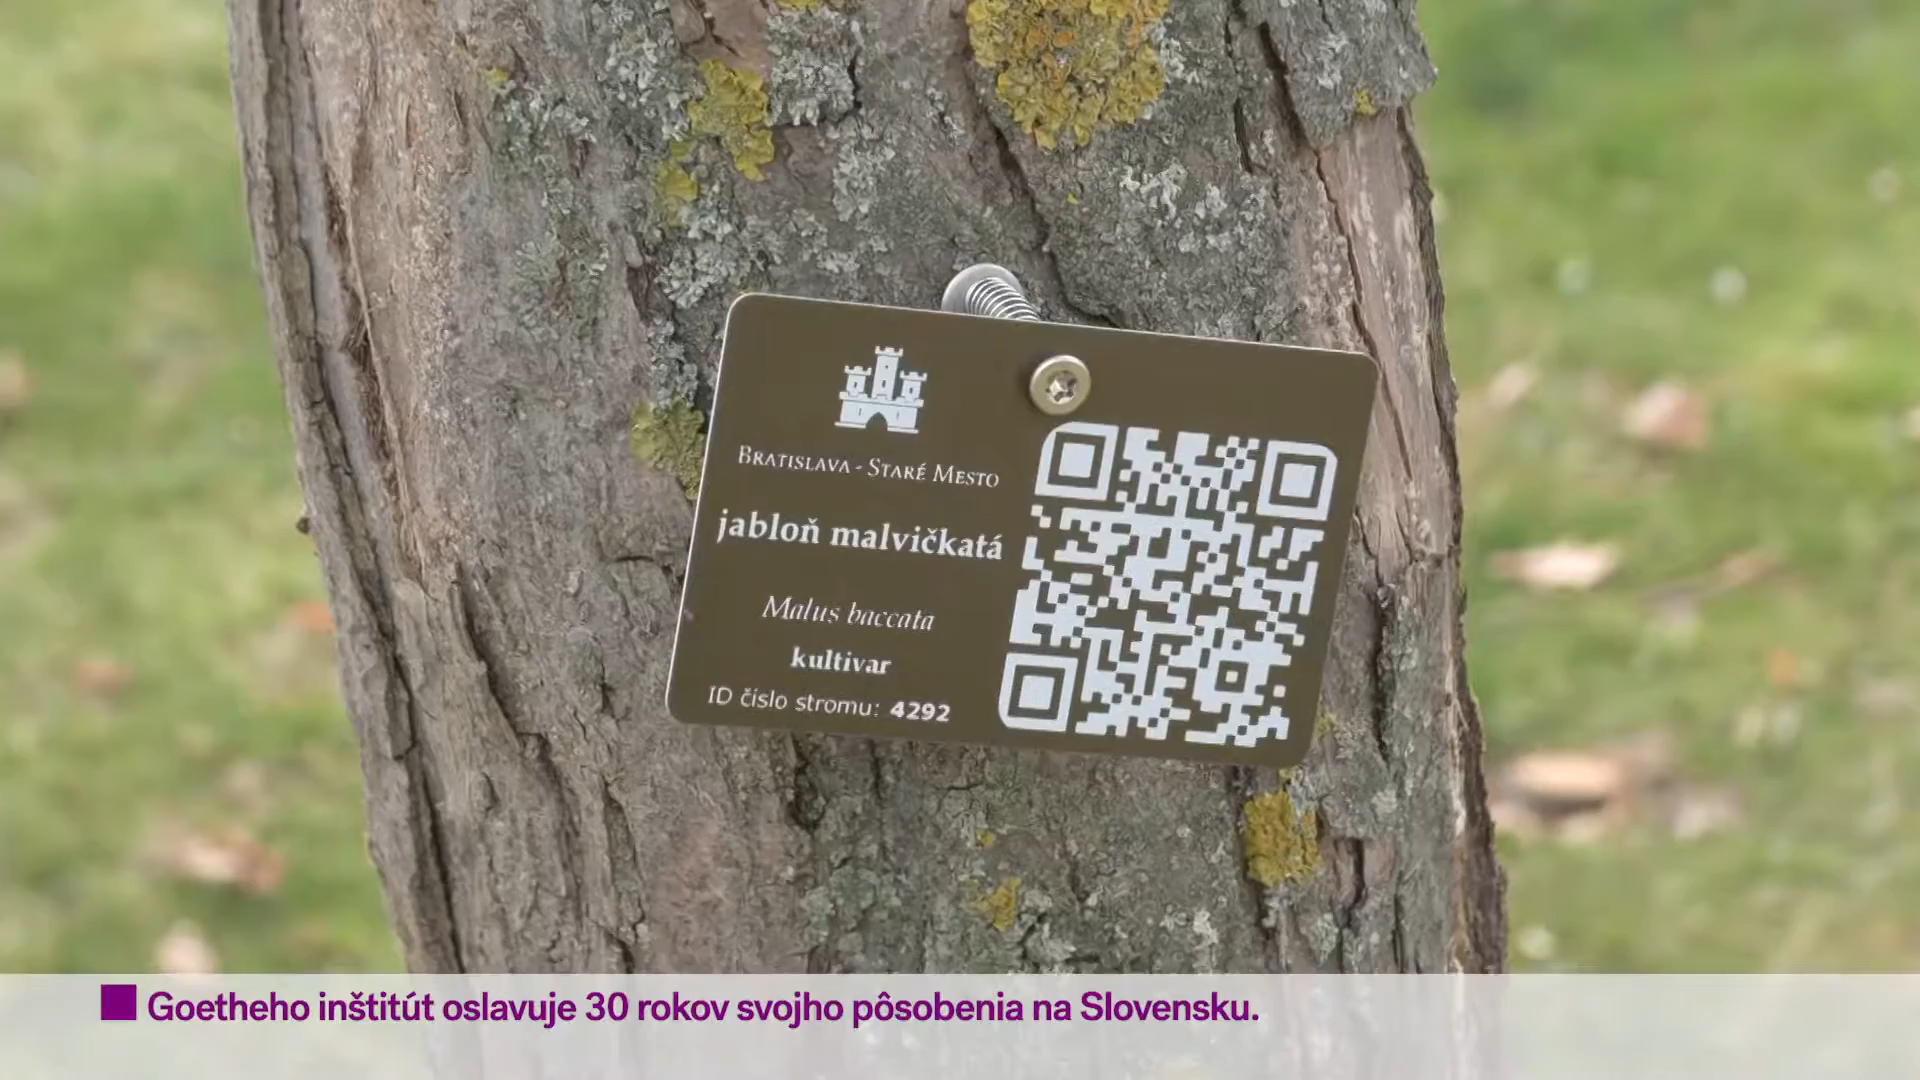 BRATISLAVA - STARÉ MESTO
jabloň malvičkatá
Malus baccata
kultivar
ID číslo stromu: 4292
Goetheho inštitút oslavuje 30 rokov svojho pôsobenia na Slovensku.